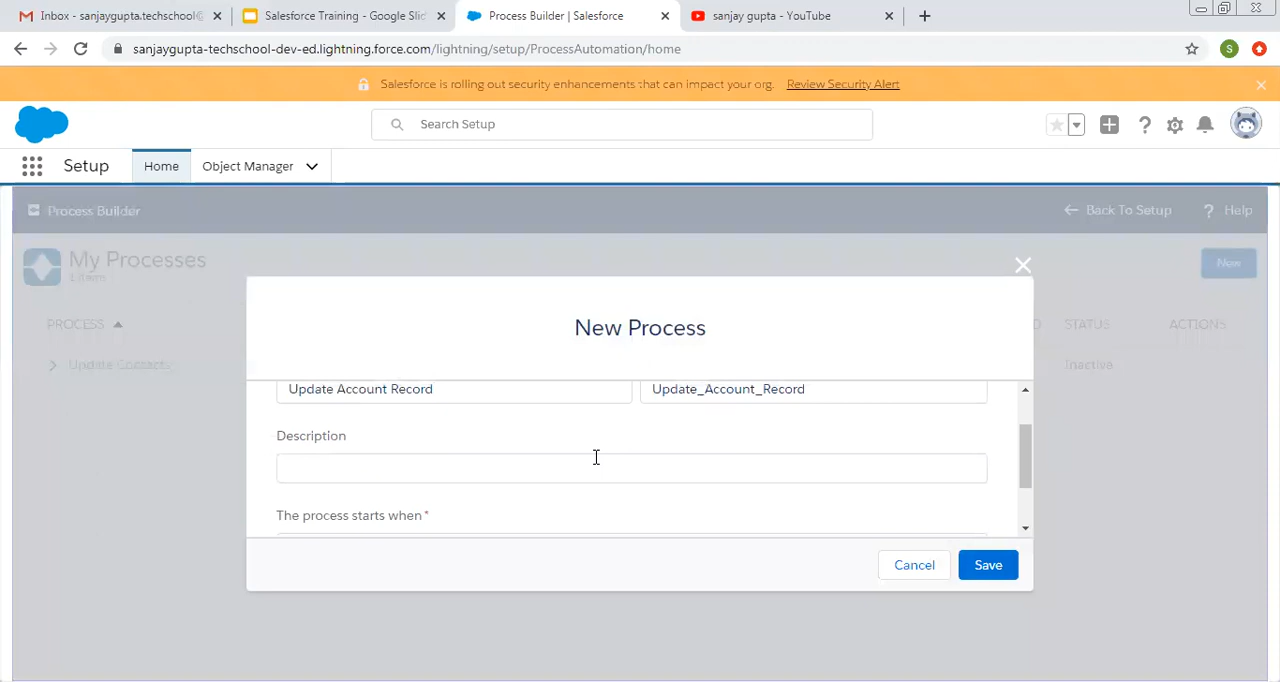 Inbox - sanjaygupta.techschool@
Salesforce Training - Google Slid
Process Builder | Salesforce
sanjay gupta - YouTube
sanjaygupta-techschool-dev-ed.lightning.force.com/lightning/setup/ProcessAutomation/home
S
Salesforce is rolling out security enhancements that can impact your org. Review Security Alert
Search Setup
Setup Home Object Manager
Process Builder Back To Setup ? Help
My Processes
New
New Process
PROCESS STATUS ACTIONS
Inactive
Update Account Record Update_Account_Record
Description
The process starts when *
Cancel Save